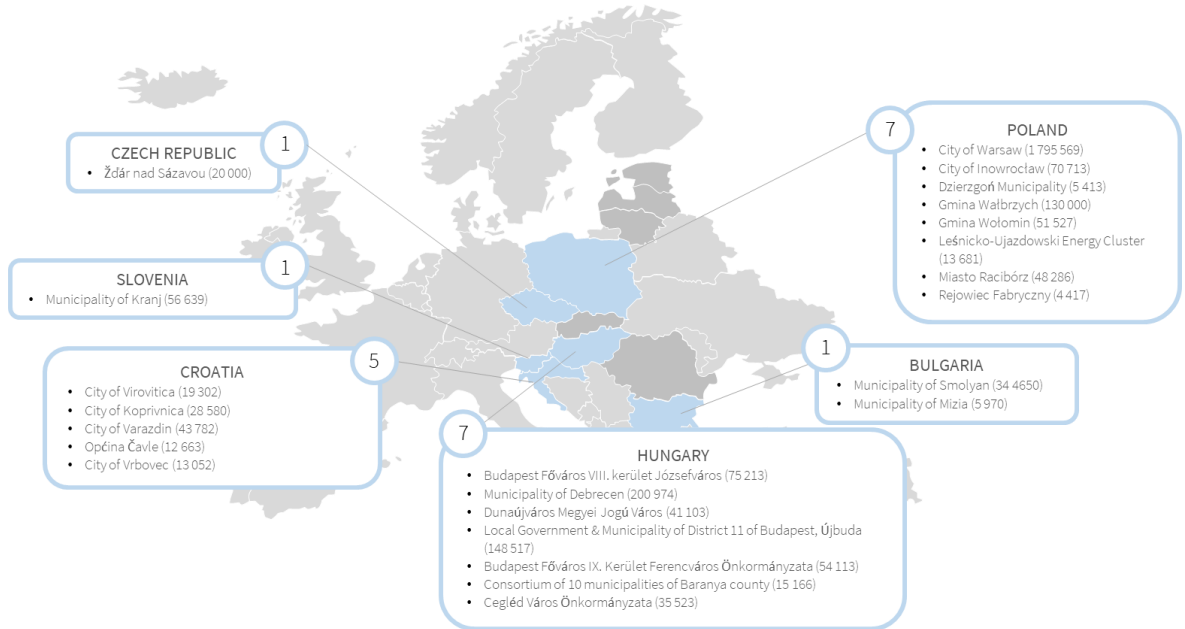 1
CZECH REPUBLIC
• Žďár nad Sázavou (20 000)
1
SLOVENIA
• Municipality of Kranj (56 639)
5
CROATIA
• City of Virovitica (19 302)
• City of Koprivnica (28 580)
• City of Varazdin (43 782)
• Općina Čavle (12 663)
• City of Vrbovec (13 052)
7
POLAND
• City of Warsaw (1 795 569)
• City of Inowrocław (70 713)
• Dzierzgoń Municipality (5 413)
• Gmina Wałbrzych (130 000)
• Gmina Wołomin (51 527)
• Leśnicko-Ujazdowski Energy Cluster
(13 681)
• Miasto Racibórz (48 286)
• Rejowiec Fabryczny (4 417)
1
BULGARIA
• Municipality of Smolyan (34 4650)
• Municipality of Mizia (5 970)
7
HUNGARY
• Budapest Főváros VIII. kerület Józsefváros (75 213)
• Municipality of Debrecen (200 974)
• Dunaújváros Megyei Jogú Város (41 103)
• Local Government & Municipality of District 11 of Budapest, Újbuda
(148 517)
• Budapest Főváros IX. Kerület Ferencváros Önkormányzata (54 113)
• Consortium of 10 municipalities of Baranya county (15 166)
• Cegléd Város Önkormányzata (35 523)